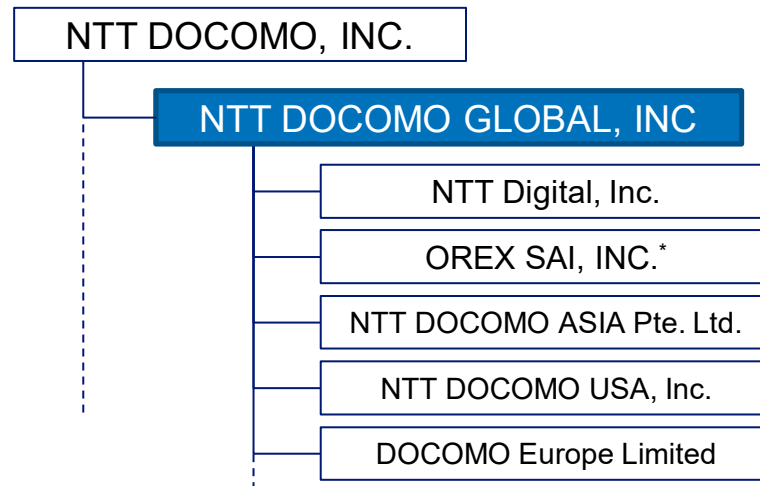 NTT DOCOMO, INC.
NTT DOCOMO GLOBAL, INC
NTT Digital, Inc.
OREX SAI, INC.*
NTT DOCOMO ASIA Pte. Ltd.
NTT DOCOMO USA, Inc.
DOCOMO Europe Limited